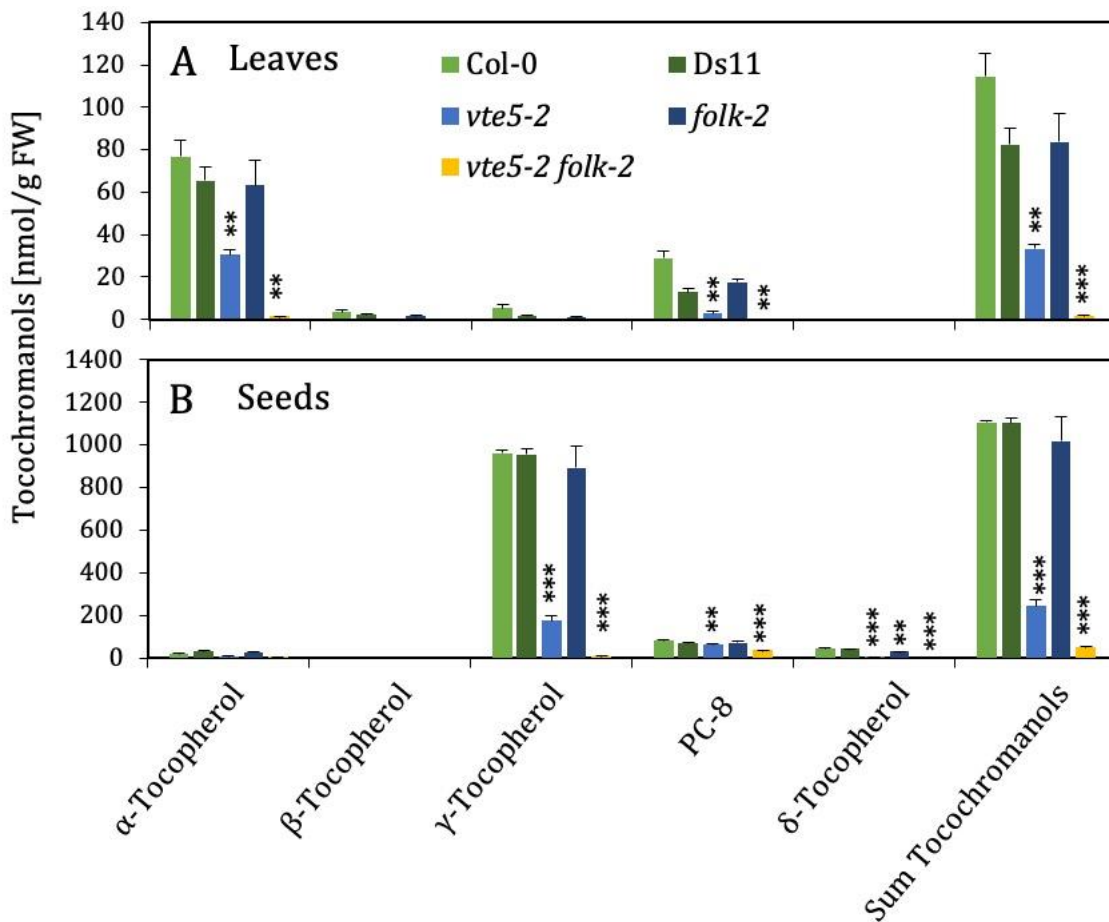 Tocochromanols [nmol/g FW]
140
120
100
80
60
40
20
0
A Leaves
Col-0
Ds11
vte5-2
folk-2
vte5-2 folk-2
**
**
**
**
**
***
1400
1200
1000
800
600
400
200
0
B Seeds
***
***
**
***
***
**
***
***
***
α-Tocopherol
β-Tocopherol
γ-Tocopherol
PC-8
δ-Tocopherol
Sum Tocochromanols